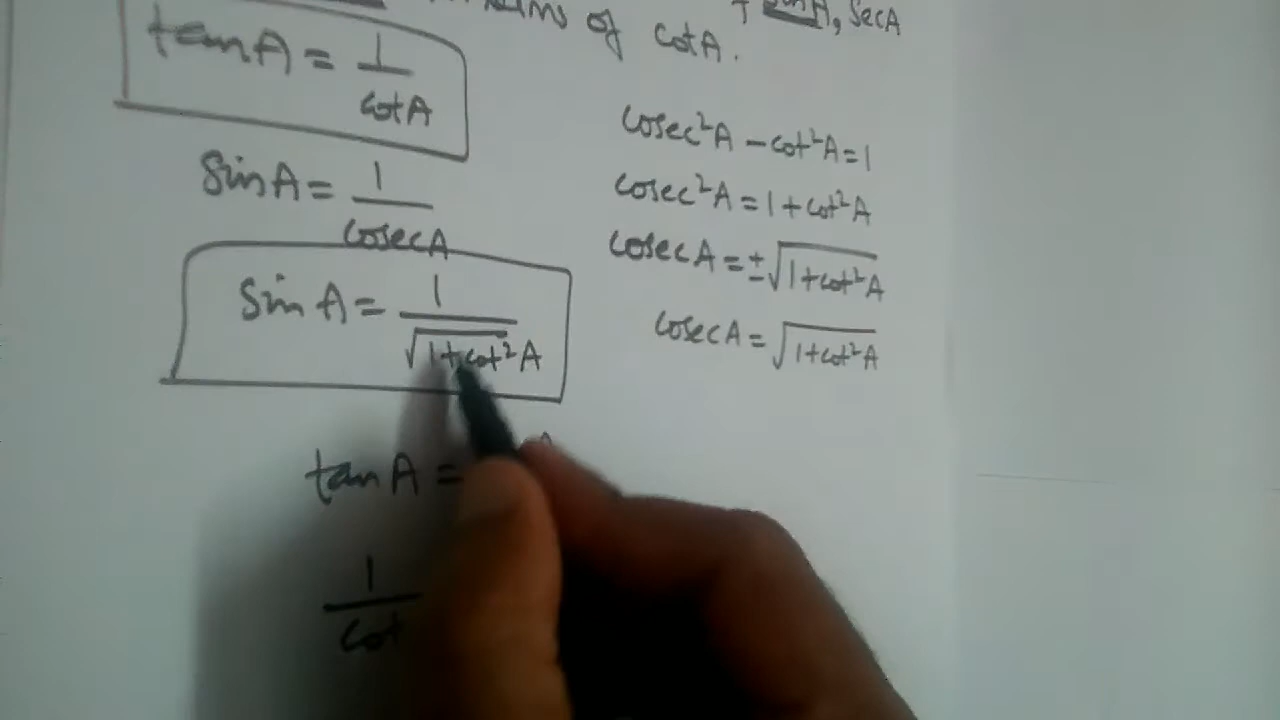 of cotA.
, SecA
tanA = 1/cotA
SinA = 1/cosecA
SinA = 1/√1+cot²A
cosec²A - cot²A = 1
cosec²A = 1 + cot²A
cosecA = ±√1+cot²A
cosecA = √1+cot²A
tanA =
1/cot